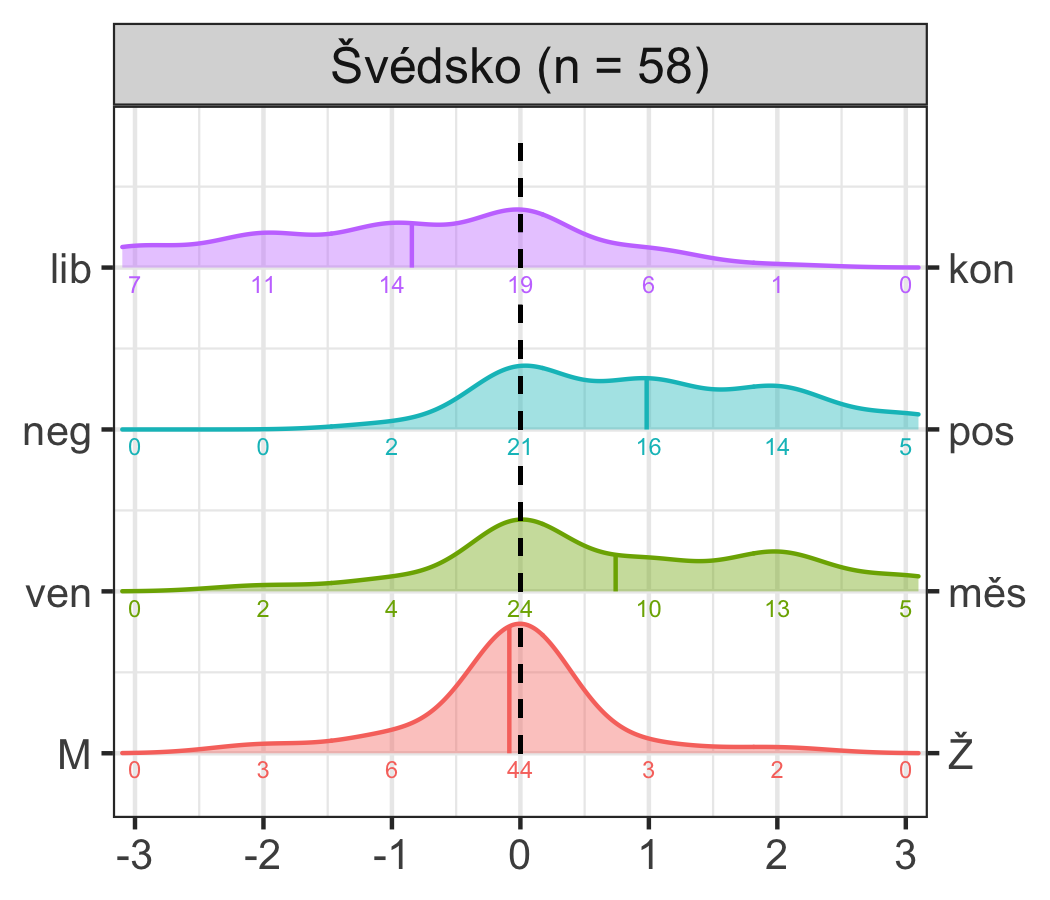 Švédsko (n = 58)
lib kon
7 11 14 19 6 1 0
neg pos
0 0 2 21 16 14 5
ven měs
0 2 4 24 10 13 5
M Ž
0 3 6 44 3 2 0
-3 -2 -1 0 1 2 3